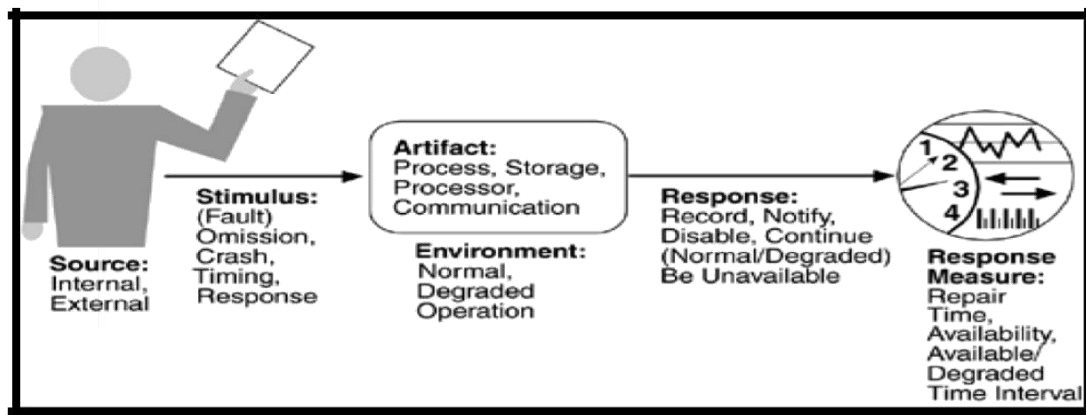 Source:
Internal,
External
Stimulus:
(Fault)
Omission,
Crash,
Timing,
Response
Artifact:
Process, Storage,
Processor,
Communication
Environment:
Normal,
Degraded
Operation
Response:
Record, Notify,
Disable, Continue
(Normal/Degraded)
Be Unavailable
1
2
3
4
Response
Measure:
Repair
Time,
Availability,
Available/
Degraded
Time Interval